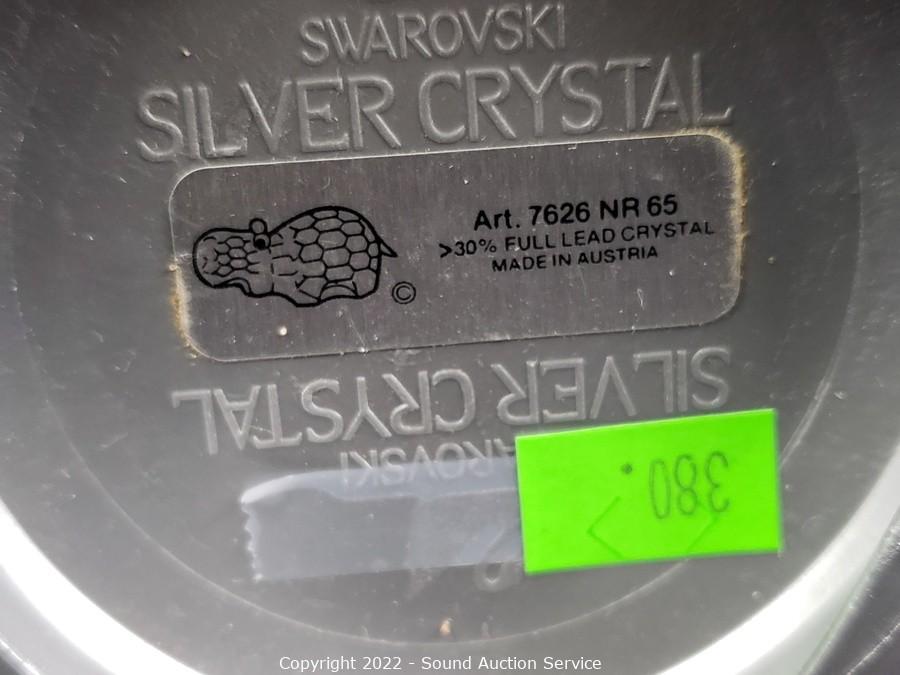 SWAROVSKI
SILVER CRYSTAL
Art. 7626 NR 65
>30% FULL LEAD CRYSTAL
MADE IN AUSTRIA
©
SILVER CRYSTAL
AROVSKI
380.
Copyright 2022 - Sound Auction Service